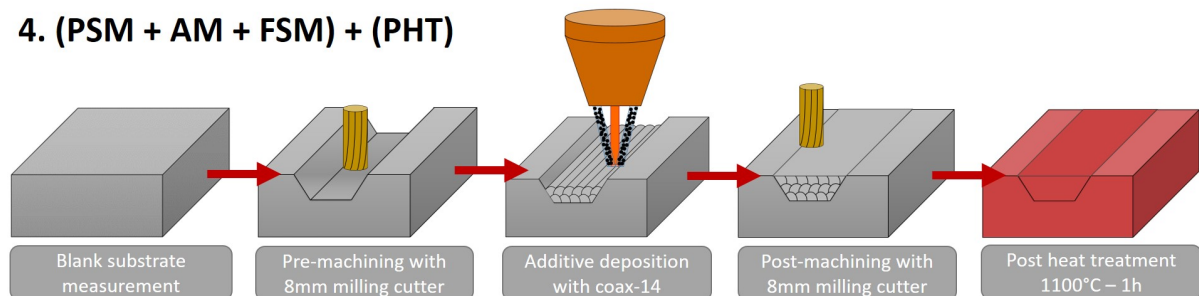 4. (PSM + AM + FSM) + (PHT)
Blank substrate
measurement
Pre-machining with
8mm milling cutter
Additive deposition
with coax-14
Post-machining with
8mm milling cutter
Post heat treatment
1100°C – 1h